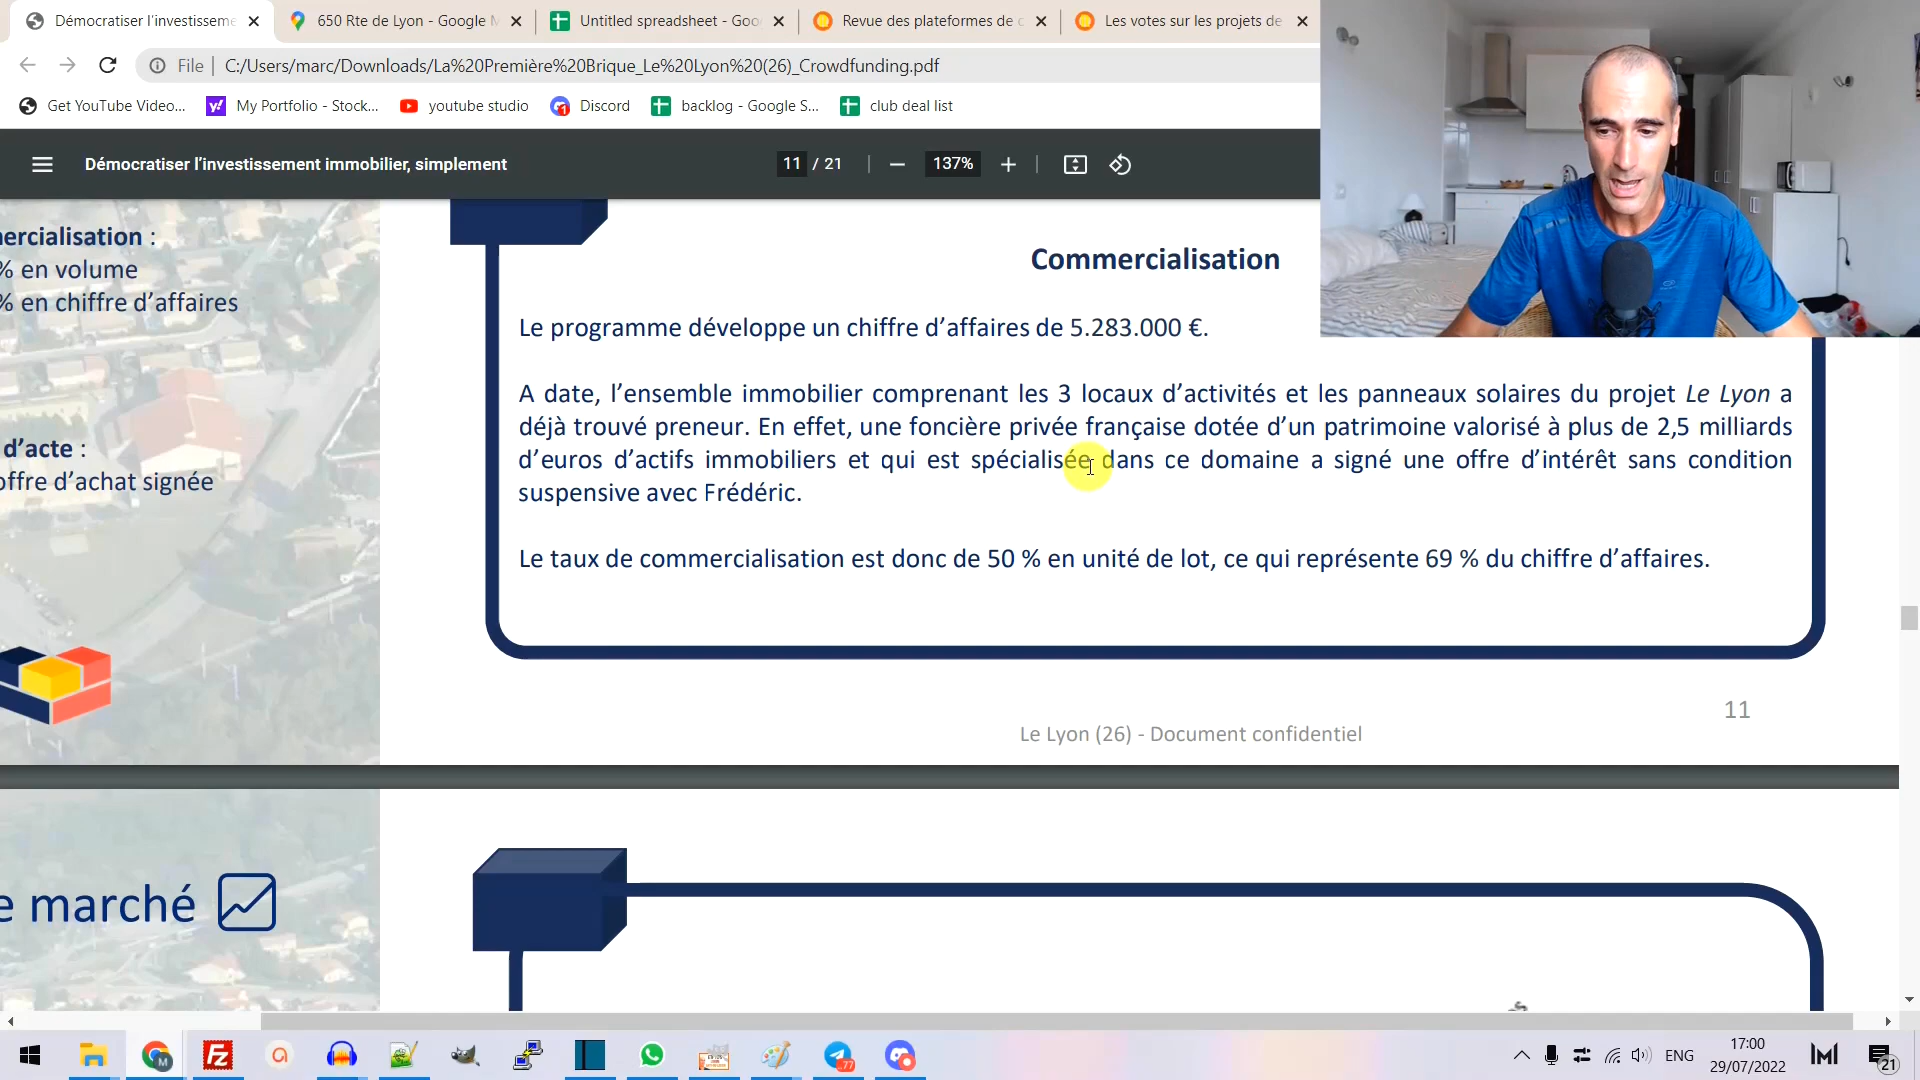 Démocratiser l'investisseme
650 Rte de Lyon - Google M
Untitled spreadsheet - Goo
Revue des plateformes de c
Les votes sur les projets de
File
C:/Users/marc/Downloads/La%20Première%20Brique_Le%20Lyon%20(26)_Crowdfunding.pdf
Get YouTube Video...
My Portfolio - Stock...
youtube studio
Discord
backlog - Google S...
club deal list
Démocratiser l'investissement immobilier, simplement
11 / 21
137%
ercialisation :
% en volume
% en chiffre d'affaires
d'acte :
offre d'achat signée
Commercialisation
Le programme développe un chiffre d'affaires de 5.283.000 €.
A date, l'ensemble immobilier comprenant les 3 locaux d'activités et les panneaux solaires du projet Le Lyon a
déjà trouvé preneur. En effet, une foncière privée française dotée d'un patrimoine valorisé à plus de 2,5 milliards
d'euros d'actifs immobiliers et qui est spécialisée dans ce domaine a signé une offre d'intérêt sans condition
suspensive avec Frédéric.
Le taux de commercialisation est donc de 50 % en unité de lot, ce qui représente 69 % du chiffre d'affaires.
11
Le Lyon (26) - Document confidentiel
e marché
M
FZ
77
ENG
17:00
29/07/2022
21